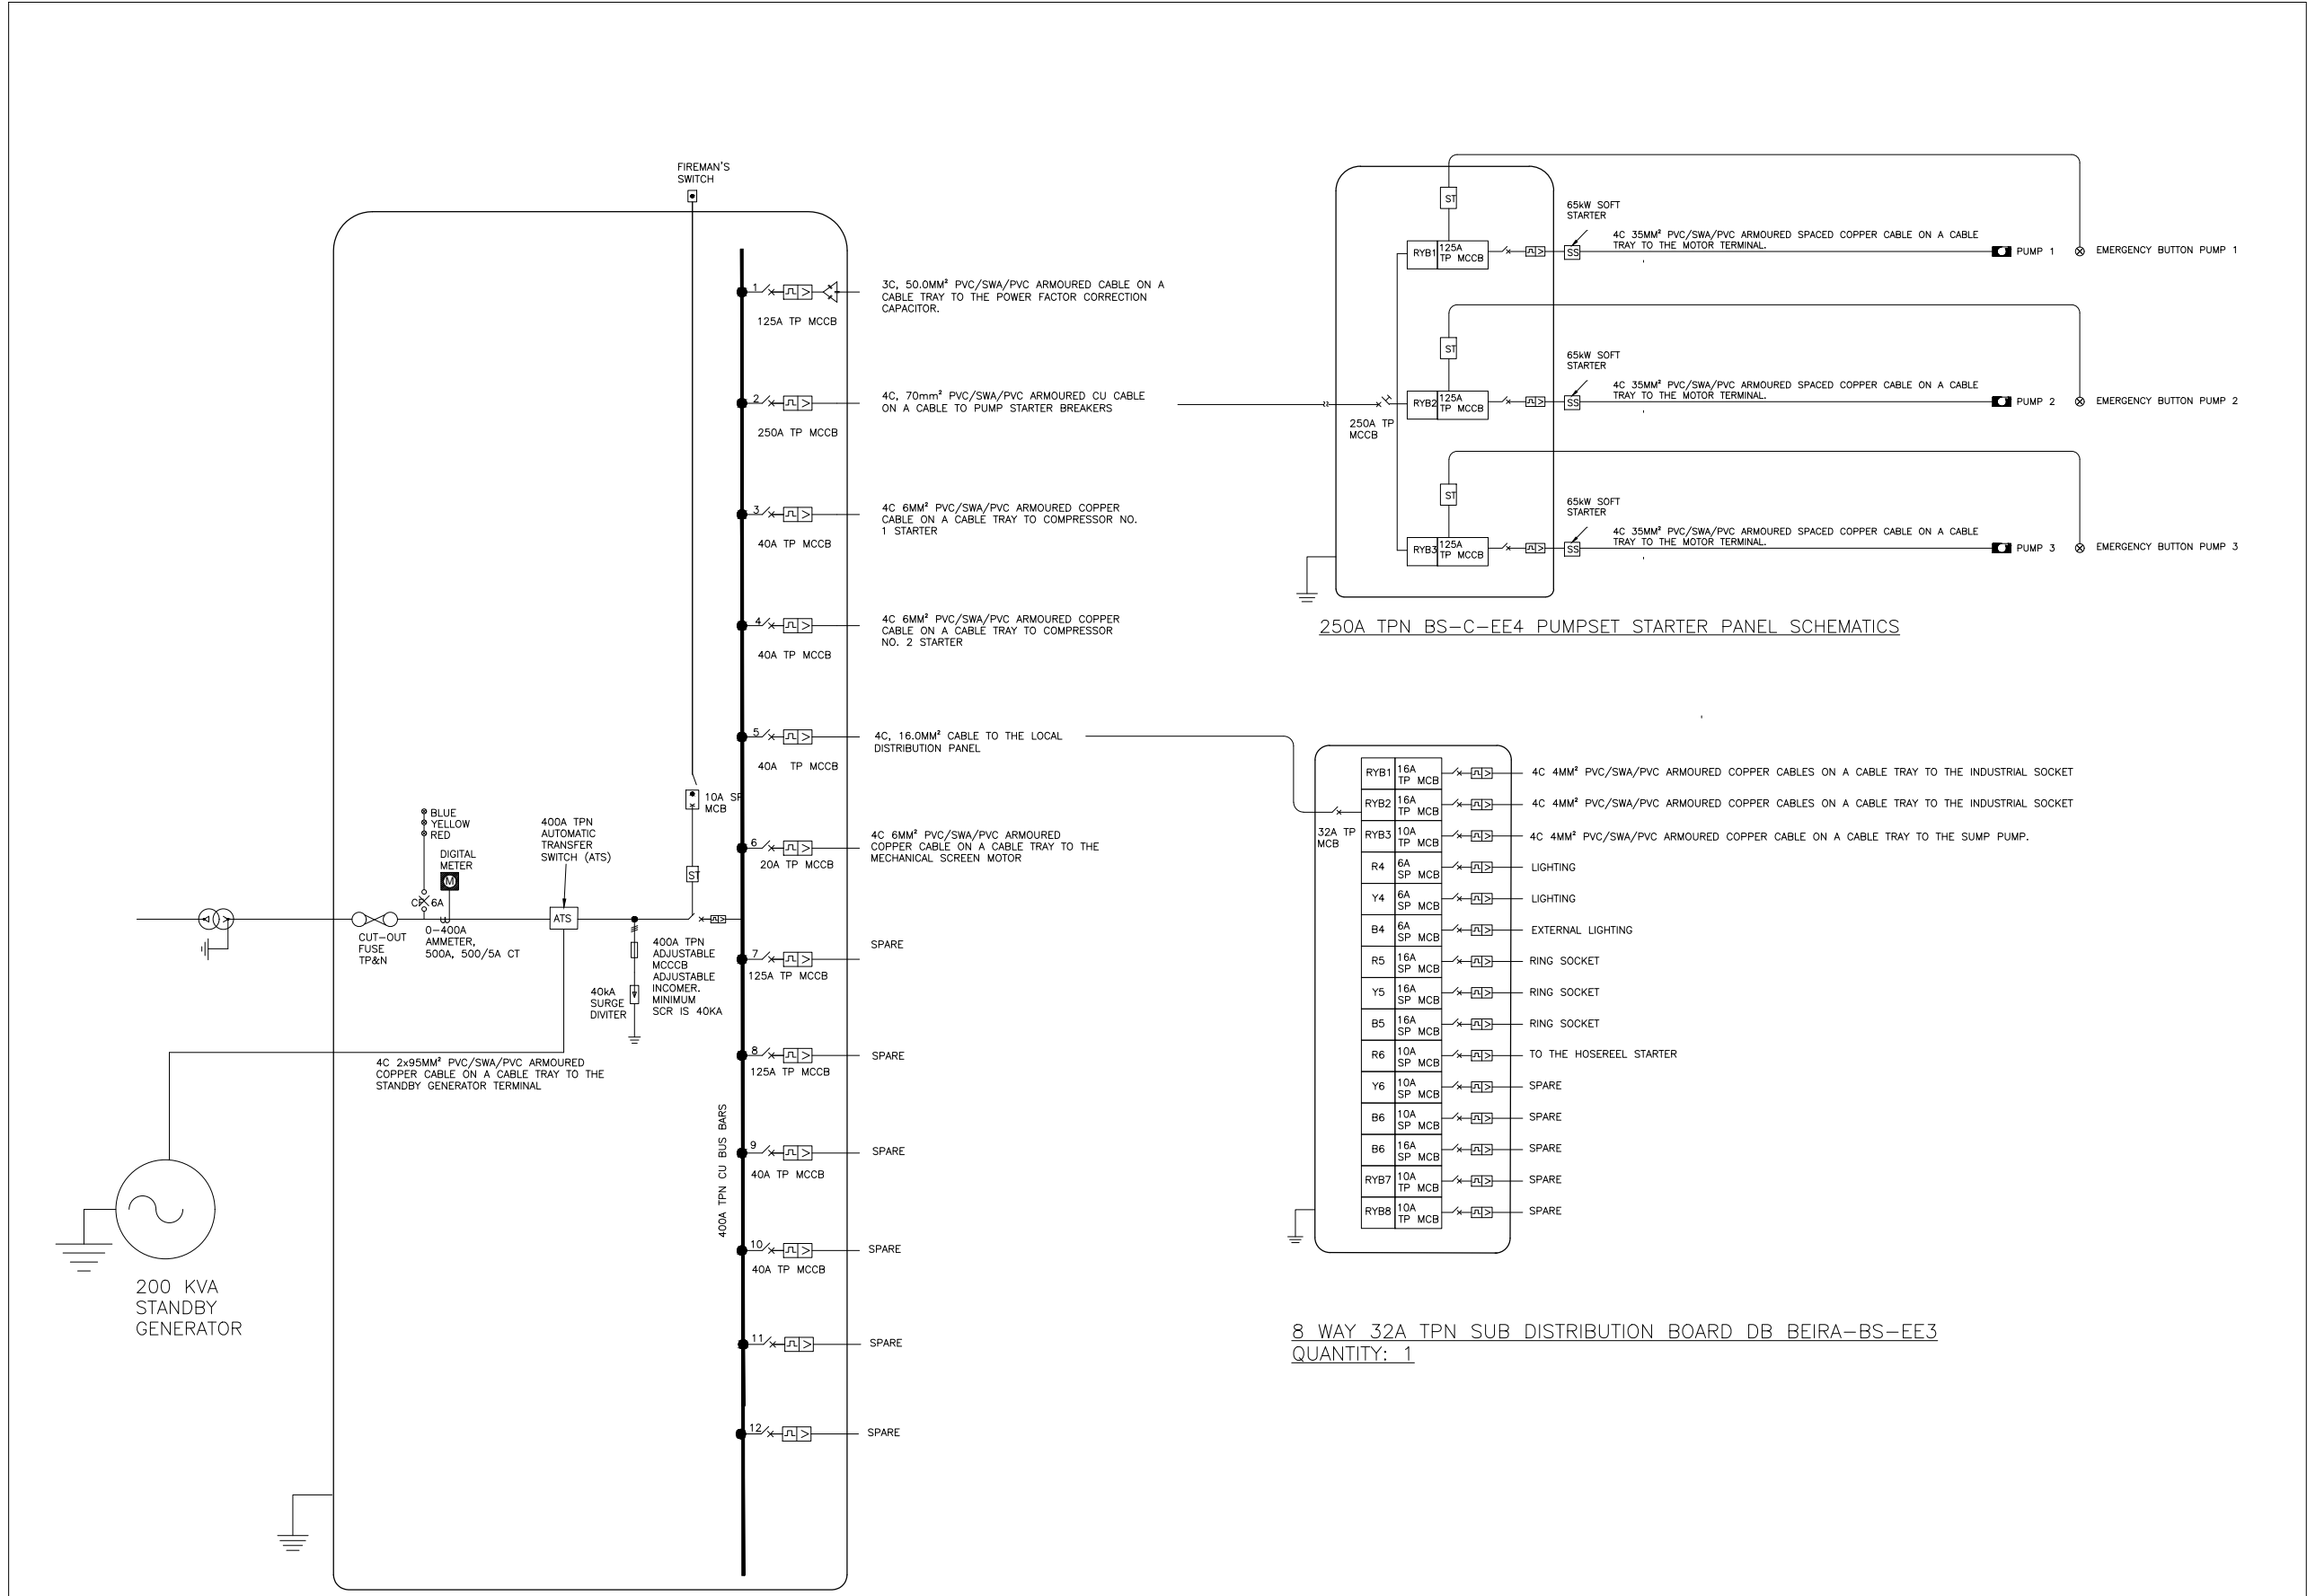 FIREMAN'S
SWITCH
1
125A TP MCCB
3C, 50.0MM² PVC/SWA/PVC ARMOURED CABLE ON A
CABLE TRAY TO THE POWER FACTOR CORRECTION
CAPACITOR.
2
250A TP MCCB
4C, 70mm² PVC/SWA/PVC ARMOURED CU CABLE
ON A CABLE TO PUMP STARTER BREAKERS
3
40A TP MCCB
4C 6MM² PVC/SWA/PVC ARMOURED COPPER
CABLE ON A CABLE TRAY TO COMPRESSOR NO.
1 STARTER
4
40A TP MCCB
4C 6MM² PVC/SWA/PVC ARMOURED COPPER
CABLE ON A CABLE TRAY TO COMPRESSOR
NO. 2 STARTER
5
40A TP MCCB
4C, 16.0MM² CABLE TO THE LOCAL
DISTRIBUTION PANEL
10A SP
MCB
ST
6
20A TP MCCB
4C 6MM² PVC/SWA/PVC ARMOURED
COPPER CABLE ON A CABLE TRAY TO THE
MECHANICAL SCREEN MOTOR
BLUE
YELLOW
RED
DIGITAL
METER
M
400A TPN
AUTOMATIC
TRANSFER
SWITCH (ATS)
6A
ATS
CUT-OUT
FUSE
TP&N
0-400A
AMMETER,
500A, 500/5A CT
40kA
SURGE
DIVITER
400A TPN
ADJUSTABLE
MCCCB
ADJUSTABLE
INCOMER.
MINIMUM
SCR IS 40KA
7
125A TP MCCB
SPARE
8
125A TP MCCB
SPARE
4C 2x95MM² PVC/SWA/PVC ARMOURED
COPPER CABLE ON A CABLE TRAY TO THE
STANDBY GENERATOR TERMINAL
400A TPN CU BUS BARS
9
40A TP MCCB
SPARE
10
40A TP MCCB
SPARE
11
SPARE
12
SPARE
200 KVA
STANDBY
GENERATOR
ST
RYB1
125A
TP MCCB
65kW SOFT
STARTER
SS
4C 35MM² PVC/SWA/PVC ARMOURED SPACED COPPER CABLE ON A CABLE
TRAY TO THE MOTOR TERMINAL.
PUMP 1
EMERGENCY BUTTON PUMP 1
ST
250A TP
MCCB
RYB2
125A
TP MCCB
65kW SOFT
STARTER
SS
4C 35MM² PVC/SWA/PVC ARMOURED SPACED COPPER CABLE ON A CABLE
TRAY TO THE MOTOR TERMINAL.
PUMP 2
EMERGENCY BUTTON PUMP 2
ST
RYB3
125A
TP MCCB
65kW SOFT
STARTER
SS
4C 35MM² PVC/SWA/PVC ARMOURED SPACED COPPER CABLE ON A CABLE
TRAY TO THE MOTOR TERMINAL.
PUMP 3
EMERGENCY BUTTON PUMP 3
250A TPN BS-C-EE4 PUMPSET STARTER PANEL SCHEMATICS
32A TP
MCB
RYB1 16A TP MCB 4C 4MM² PVC/SWA/PVC ARMOURED COPPER CABLES ON A CABLE TRAY TO THE INDUSTRIAL SOCKET
RYB2 16A TP MCB 4C 4MM² PVC/SWA/PVC ARMOURED COPPER CABLES ON A CABLE TRAY TO THE INDUSTRIAL SOCKET
RYB3 10A TP MCB 4C 4MM² PVC/SWA/PVC ARMOURED COPPER CABLE ON A CABLE TRAY TO THE SUMP PUMP.
R4 6A SP MCB LIGHTING
Y4 6A SP MCB LIGHTING
B4 6A SP MCB EXTERNAL LIGHTING
R5 16A SP MCB RING SOCKET
Y5 16A SP MCB RING SOCKET
B5 16A SP MCB RING SOCKET
R6 10A SP MCB TO THE HOSEREEL STARTER
Y6 10A SP MCB SPARE
B6 10A SP MCB SPARE
B6 16A SP MCB SPARE
RYB7 10A TP MCB SPARE
RYB8 10A TP MCB SPARE
8 WAY 32A TPN SUB DISTRIBUTION BOARD DB BEIRA-BS-EE3
QUANTITY: 1